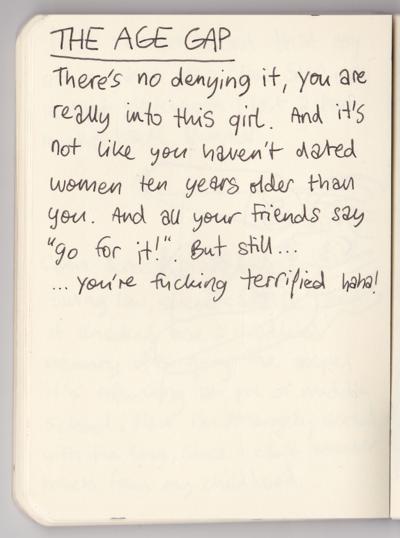 THE AGE GAP
There's no denying it, you are
really into this girl. And it's
not like you haven't dated
women ten years older than
you. And all your friends say
"go for it!". But still...
...you're fucking terrified haha!